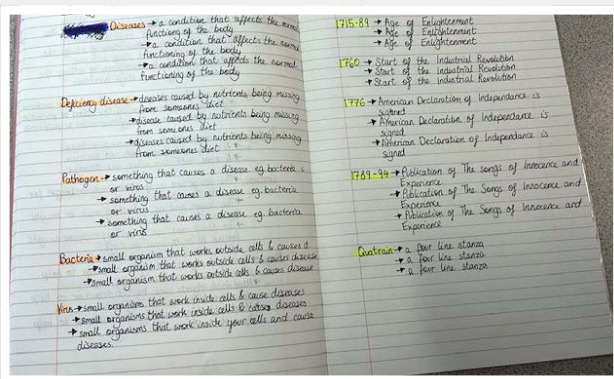 Diseases → a condition that affects the normal
functions of the body
→ a condition that affects the normal
functioning of the body
→ a condition that affects the normal
functioning of the body
Deficiency disease → diseases caused by nutrients being missing
from someones diet
→ disease caused by nutrients being missing
from someones diet
→ diseases caused by nutrients being missing
from someones diet
Pathogen → something that causes a disease eg. bacteria
or virus
→ something that causes a disease eg. bacteria
or virus
→ something that causes a disease eg. bacteria
or virus
Bacteria → small organism that works outside cells & causes d
→ small organism that works outside cells & causes disease
→ small organism that works outside cells & causes disease
Virus → small organisms that work inside cells & cause diseases
→ small organisms that work inside cells & cause diseases
→ small organisms that work inside your cells and cause
diseases.
1715-89 → Age of Enlightenment
→ Age of Enlightenment
→ Age of Enlightenment
1760 → Start of the Industrial Revolution
→ Start of the Industrial Revolution
→ Start of the Industrial Revolution
1776 → American Declaration of Independance is
signed
→ American Declaration of Independance is
signed
→ American Declaration of Independance is
signed
1789-94 → Publication of The songs of Innocence and
Experience
→ Publication of The Songs of Innocence and
Experience
→ Publication of The Songs of Innocence and
Experience
Quatrain → a four line stanza
→ a four line stanza
→ a four line stanza